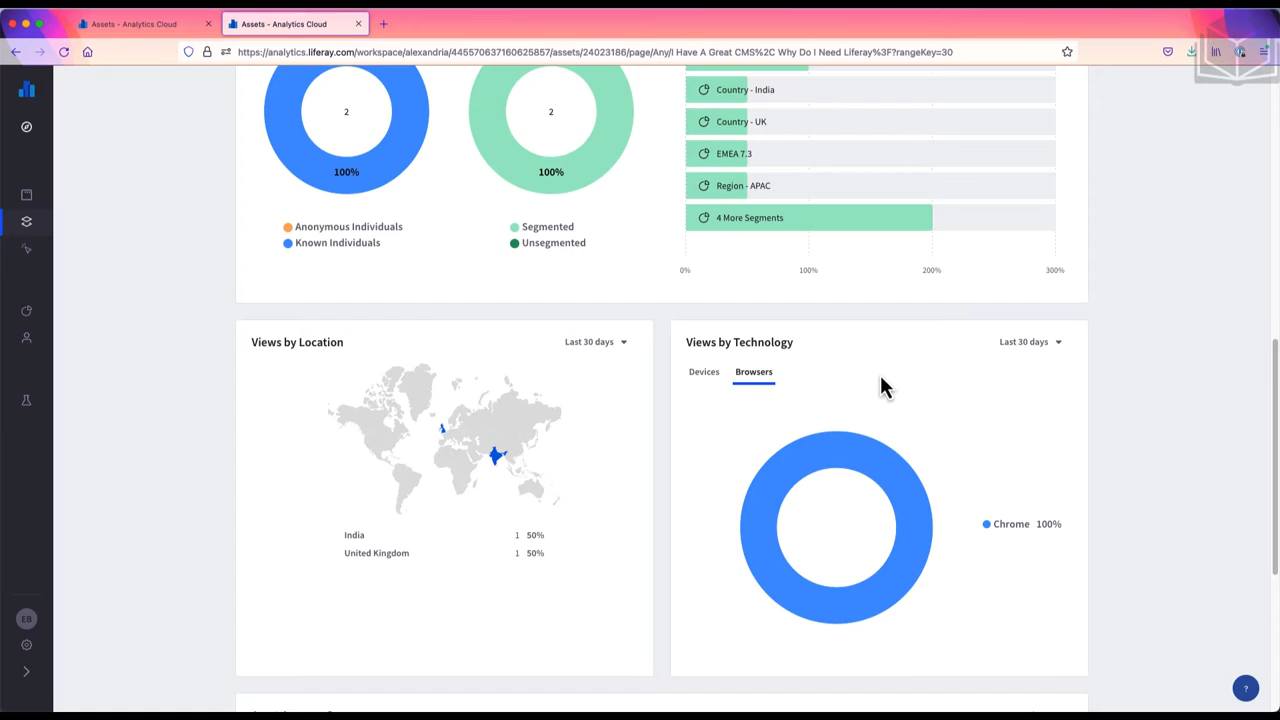 Assets - Analytics Cloud
Assets - Analytics Cloud
https://analytics.liferay.com/workspace/alexandria/445570637160625857/assets/24023186/page/Any/I Have A Great CMS%2C Why Do I Need Liferay%3F?rangeKey=30
2
100%
Anonymous Individuals
Known Individuals
2
100%
Segmented
Unsegmented
Country - India
Country - UK
EMEA 7.3
Region - APAC
4 More Segments
0% 100% 200% 300%
Views by Location
Last 30 days
India 1 50%
United Kingdom 1 50%
Views by Technology
Last 30 days
Devices Browsers
Chrome 100%
EB
?